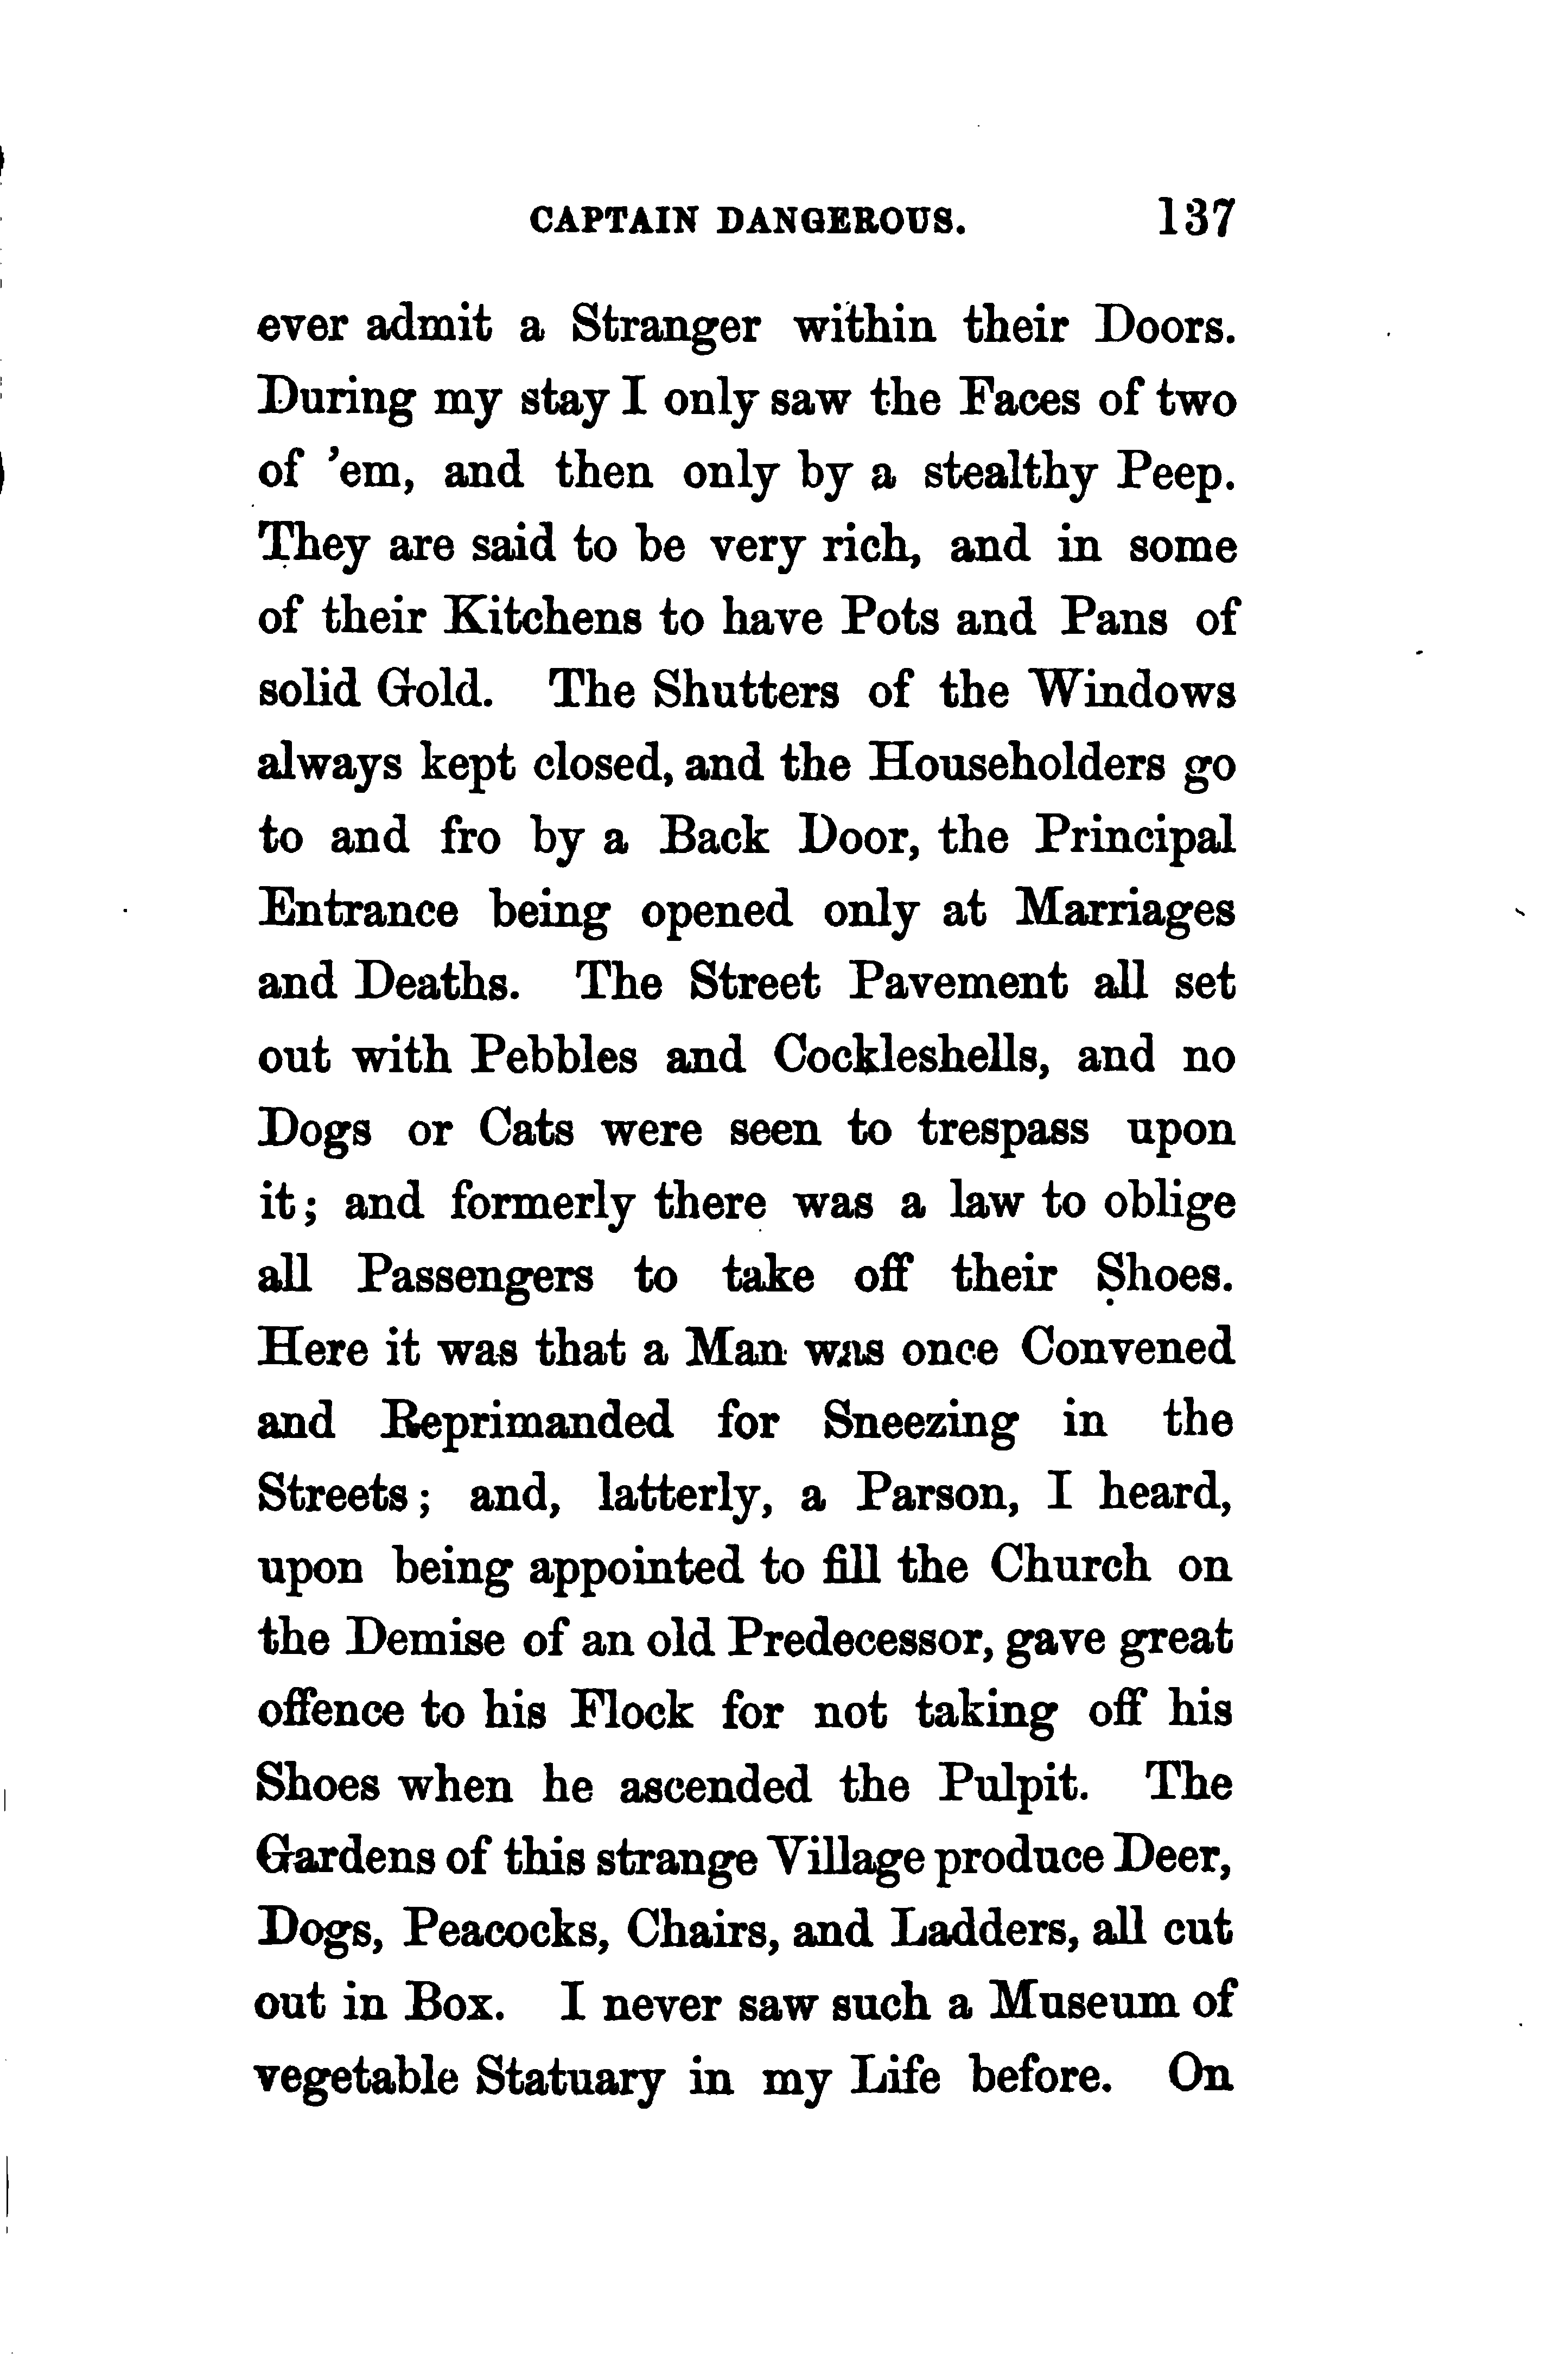 CAPTAIN DANGEROUS. 137
ever admit a Stranger within their Doors.
During my stay I only saw the Faces of two
of ’em, and then only by a stealthy Peep.
They are said to be very rich, and in some
of their Kitchens to have Pots and Pans of
solid Gold. The Shutters of the Windows
always kept closed, and the Householders go
to and fro by a Back Door, the Principal
Entrance being opened only at Marriages
and Deaths. The Street Pavement all set
out with Pebbles and Cockleshells, and no
Dogs or Cats were seen to trespass upon
it; and formerly there was a law to oblige
all Passengers to take off their Shoes.
Here it was that a Man was once Convened
and Reprimanded for Sneezing in the
Streets; and, latterly, a Parson, I heard,
upon being appointed to fill the Church on
the Demise of an old Predecessor, gave great
offence to his Flock for not taking off his
Shoes when he ascended the Pulpit. The
Gardens of this strange Village produce Deer,
Dogs, Peacocks, Chairs, and Ladders, all cut
out in Box. I never saw such a Museum of
vegetable Statuary in my Life before. On